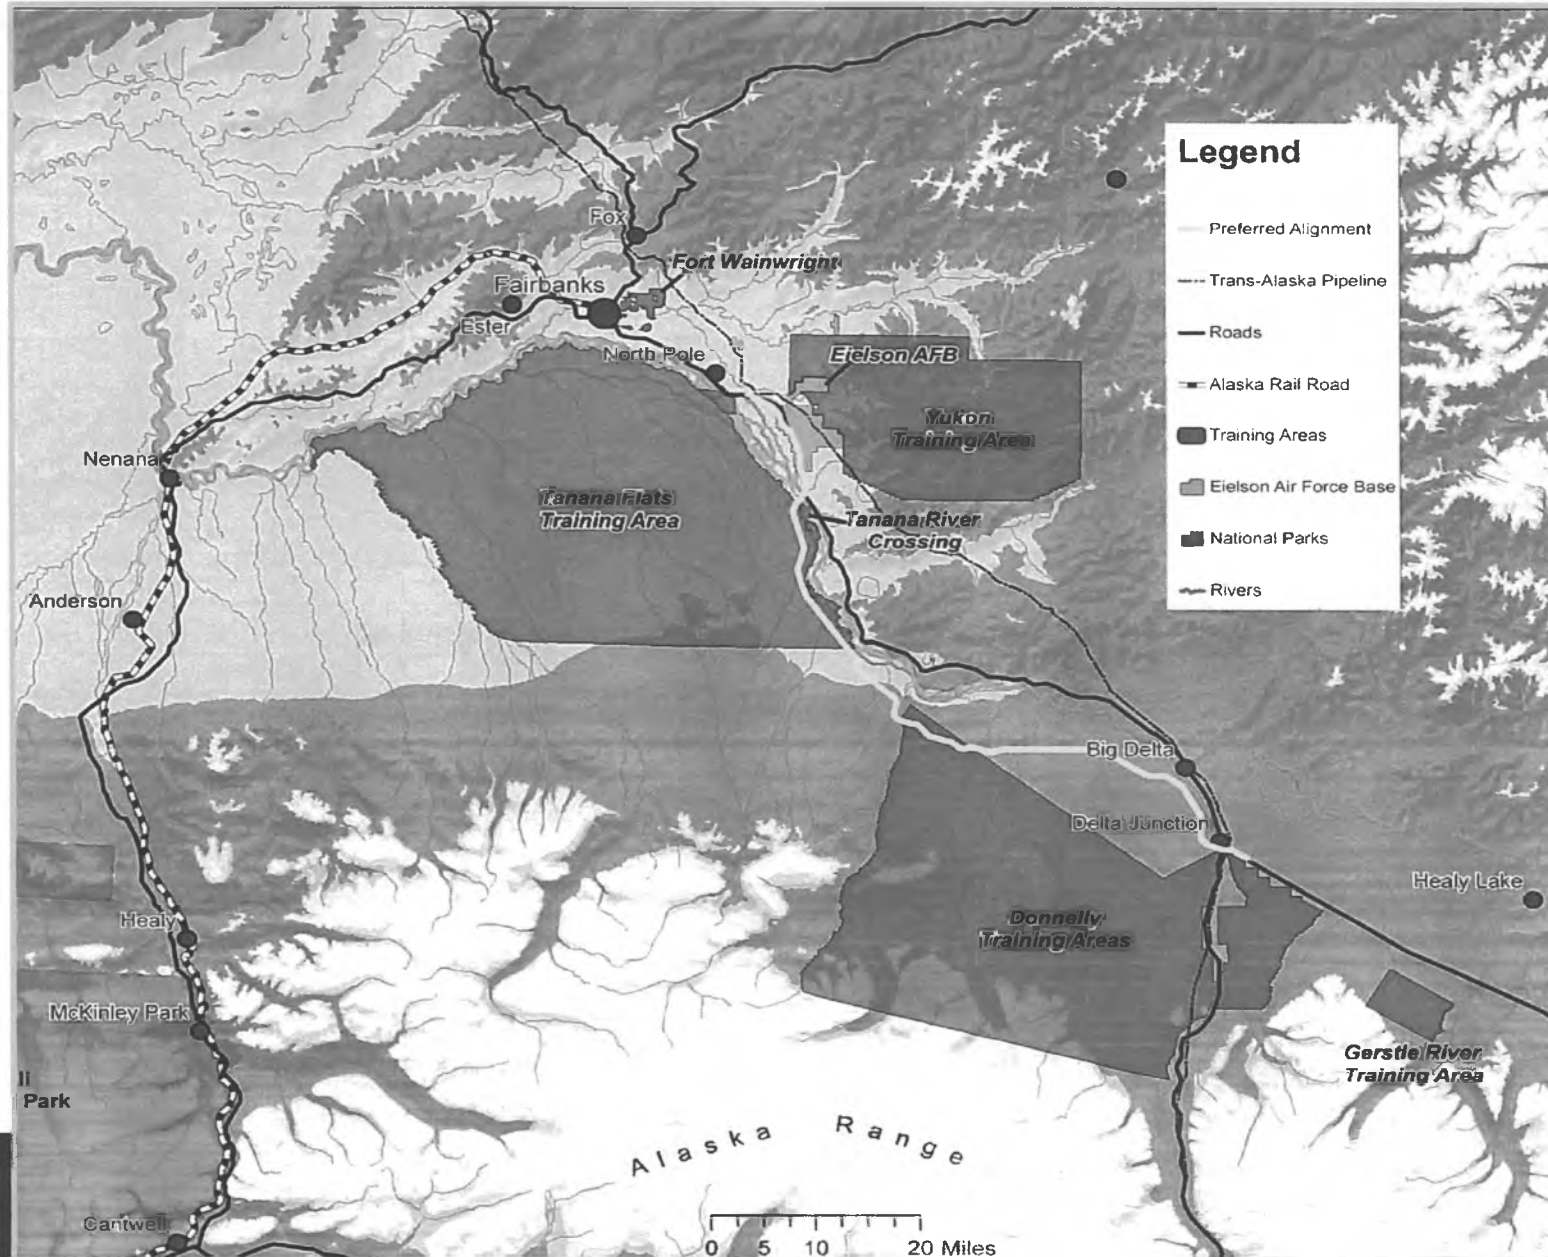 Legend
Preferred Alignment
Trans-Alaska Pipeline
Roads
Alaska Rail Road
Training Areas
Eielson Air Force Base
National Parks
Rivers
Fox
Fort Wainwright
Fairbanks
Ester
North Pole
Eielson AFB
Yukon
Training Area
Nenana
Tanana Flats
Training Area
Tanana River
Crossing
Anderson
Big Delta
Delta Junction
Healy Lake
Healy
Donnelly
Training Areas
McKinley Park
Gerstle River
Training Area
li
Park
Alaska Range
Cantwell
0 5 10 20 Miles